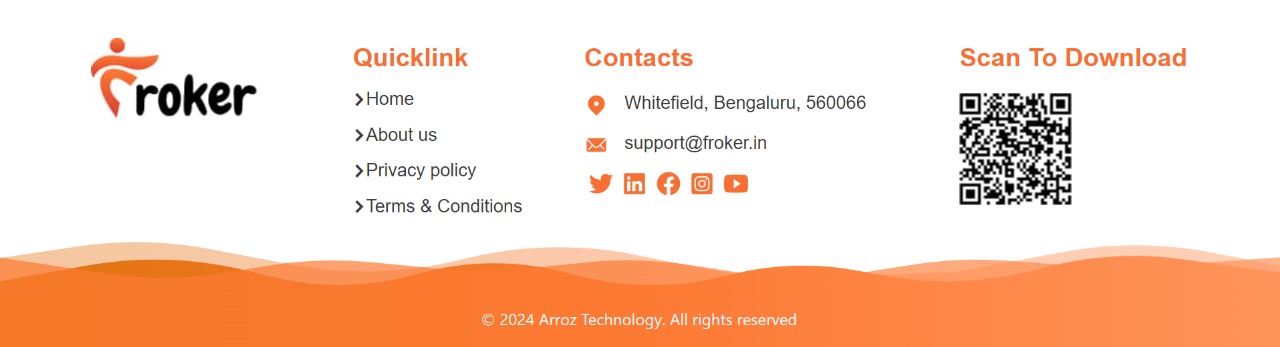 Froker
Quicklink
Home
About us
Privacy policy
Terms & Conditions
Contacts
Whitefield, Bengaluru, 560066
support@froker.in
Scan To Download
© 2024 Arroz Technology. All rights reserved